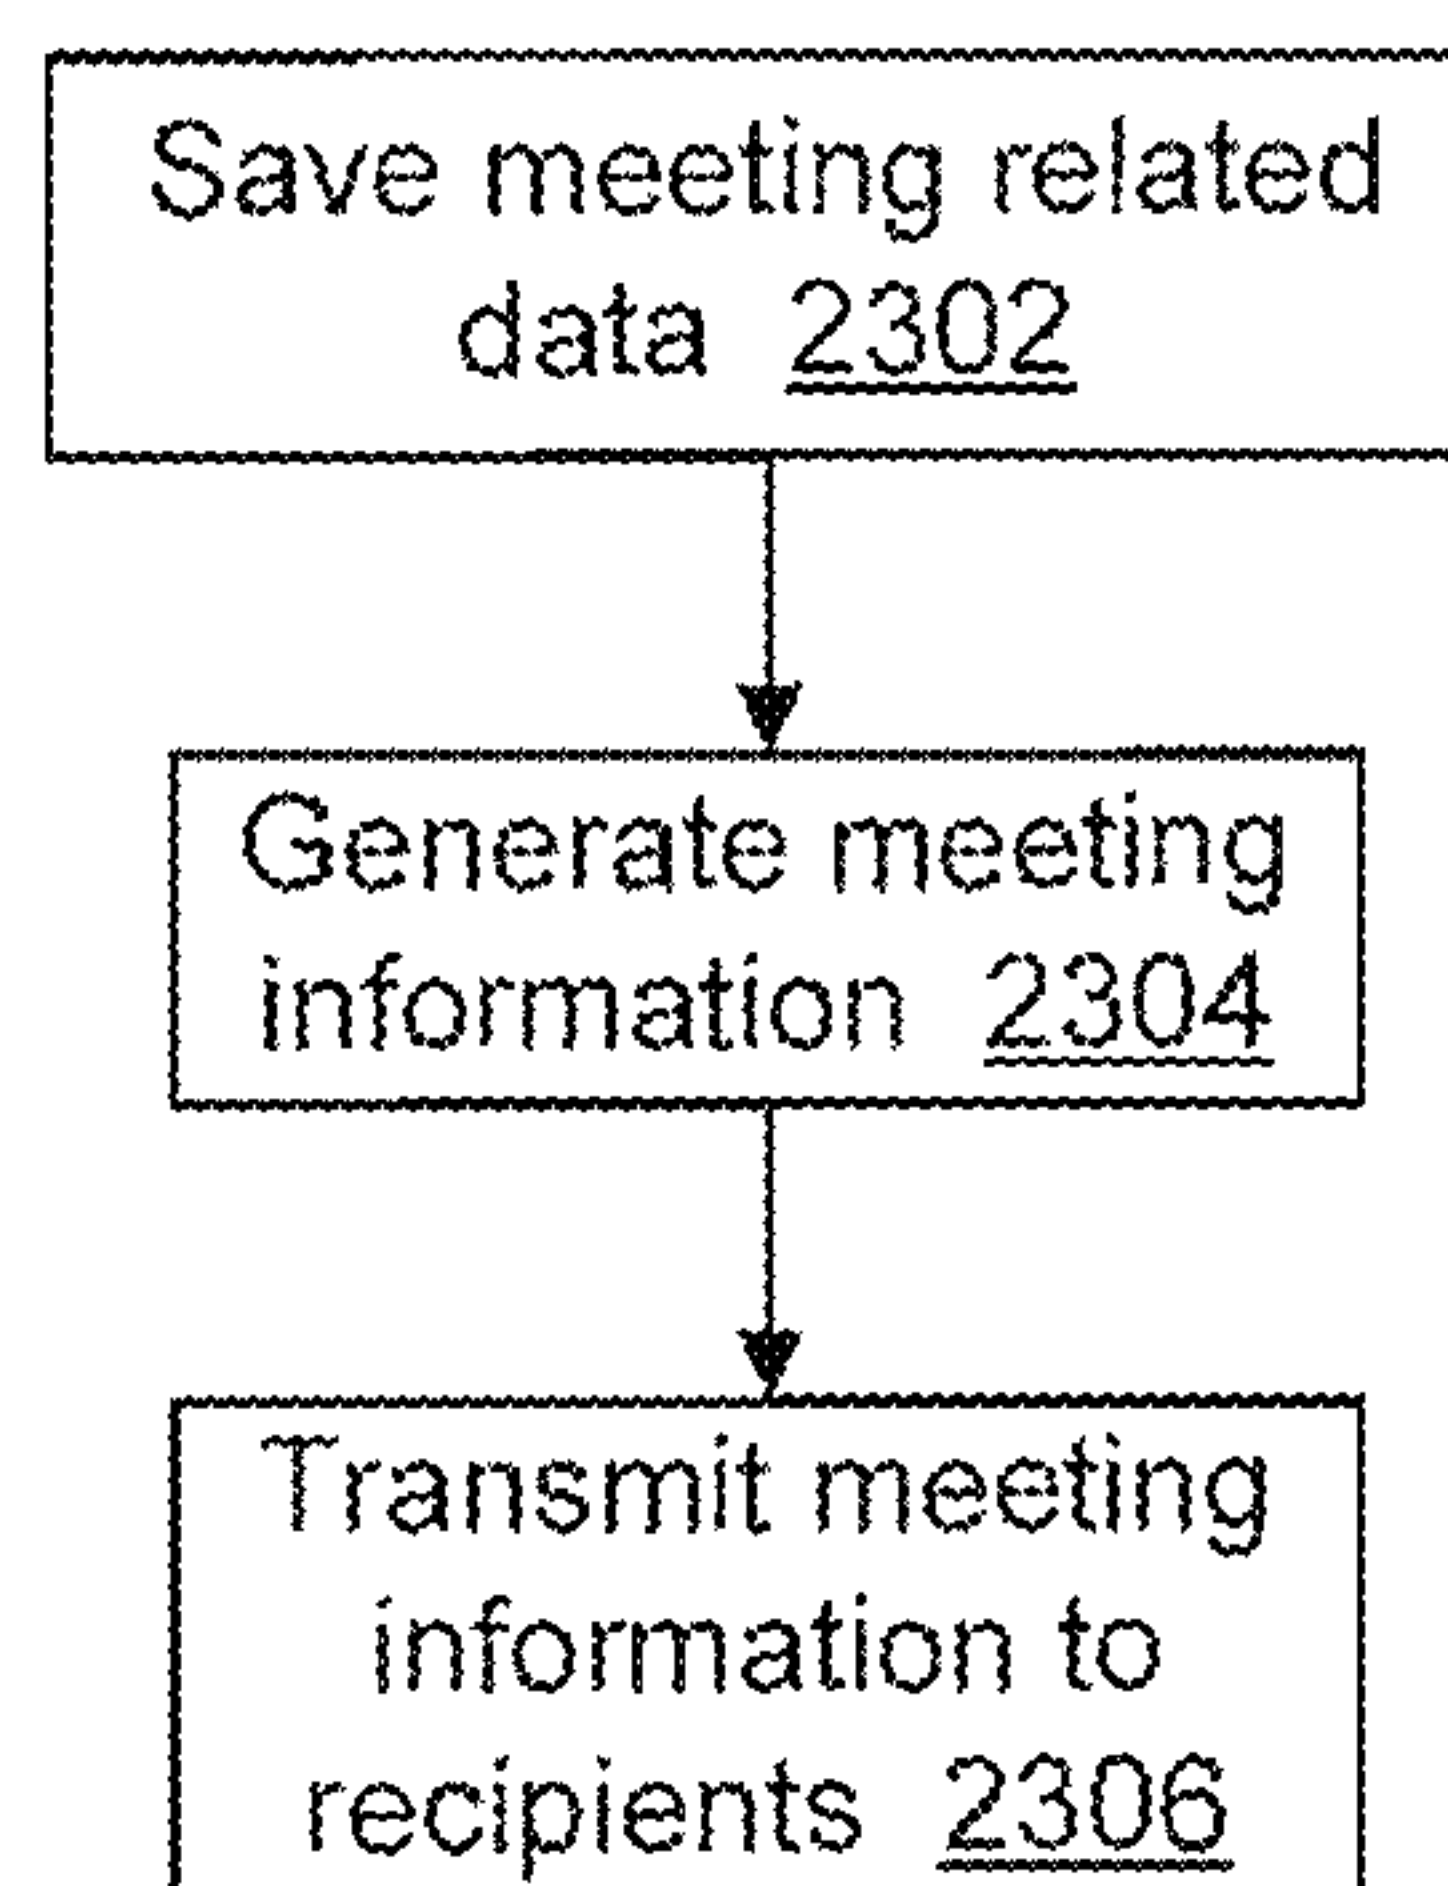 Save meeting related
data 2302
Generate meeting
information 2304
Transmit meeting
information to
recipients 2306